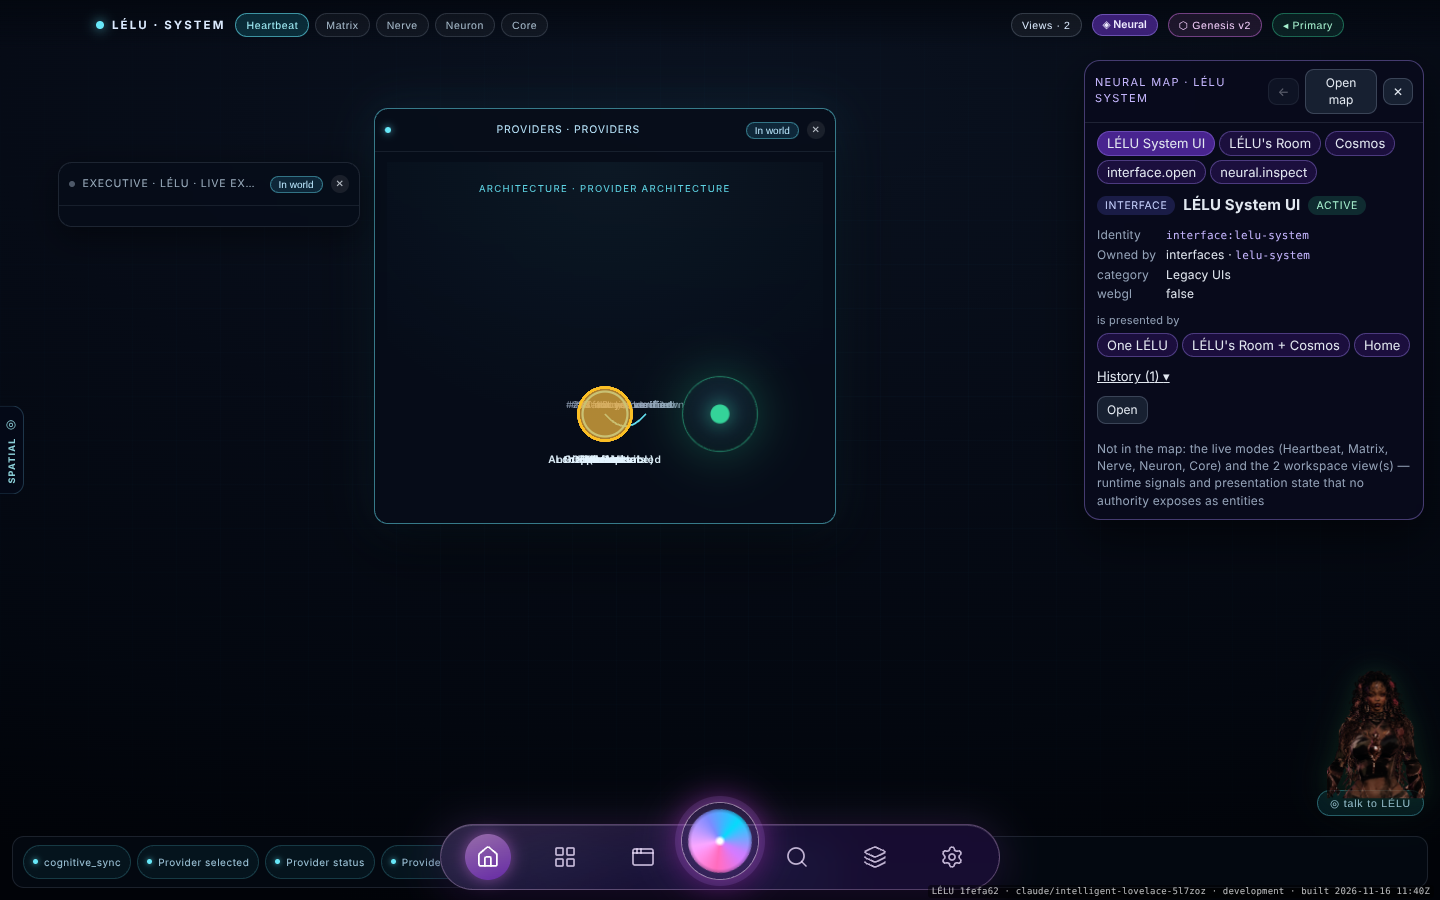 LÉLU · SYSTEM Heartbeat Matrix Nerve Neuron Core Views · 2 ◈ Neural ⬡ Genesis v2 ◂ Primary
EXECUTIVE · LÉLU · LIVE EX... In world ✕
PROVIDERS · PROVIDERS In world ✕
ARCHITECTURE · PROVIDER ARCHITECTURE
NEURAL MAP · LÉLU
SYSTEM
←
Open
map
✕
LÉLU System UI LÉLU's Room Cosmos
interface.open neural.inspect
INTERFACE LÉLU System UI ACTIVE
Identity interface:lelu-system
Owned by interfaces · lelu-system
category Legacy UIs
webgl false
is presented by
One LÉLU LÉLU's Room + Cosmos Home
History (1) ▾
Open
Not in the map: the live modes (Heartbeat, Matrix,
Nerve, Neuron, Core) and the 2 workspace view(s) —
runtime signals and presentation state that no
authority exposes as entities
SPATIAL ◎
◎ talk to LÉLU
cognitive_sync Provider selected Provider status Provide
LÉLU 1fefa62 · claude/intelligent-lovelace-5l7zoz · development · built 2026-11-16 11:40Z